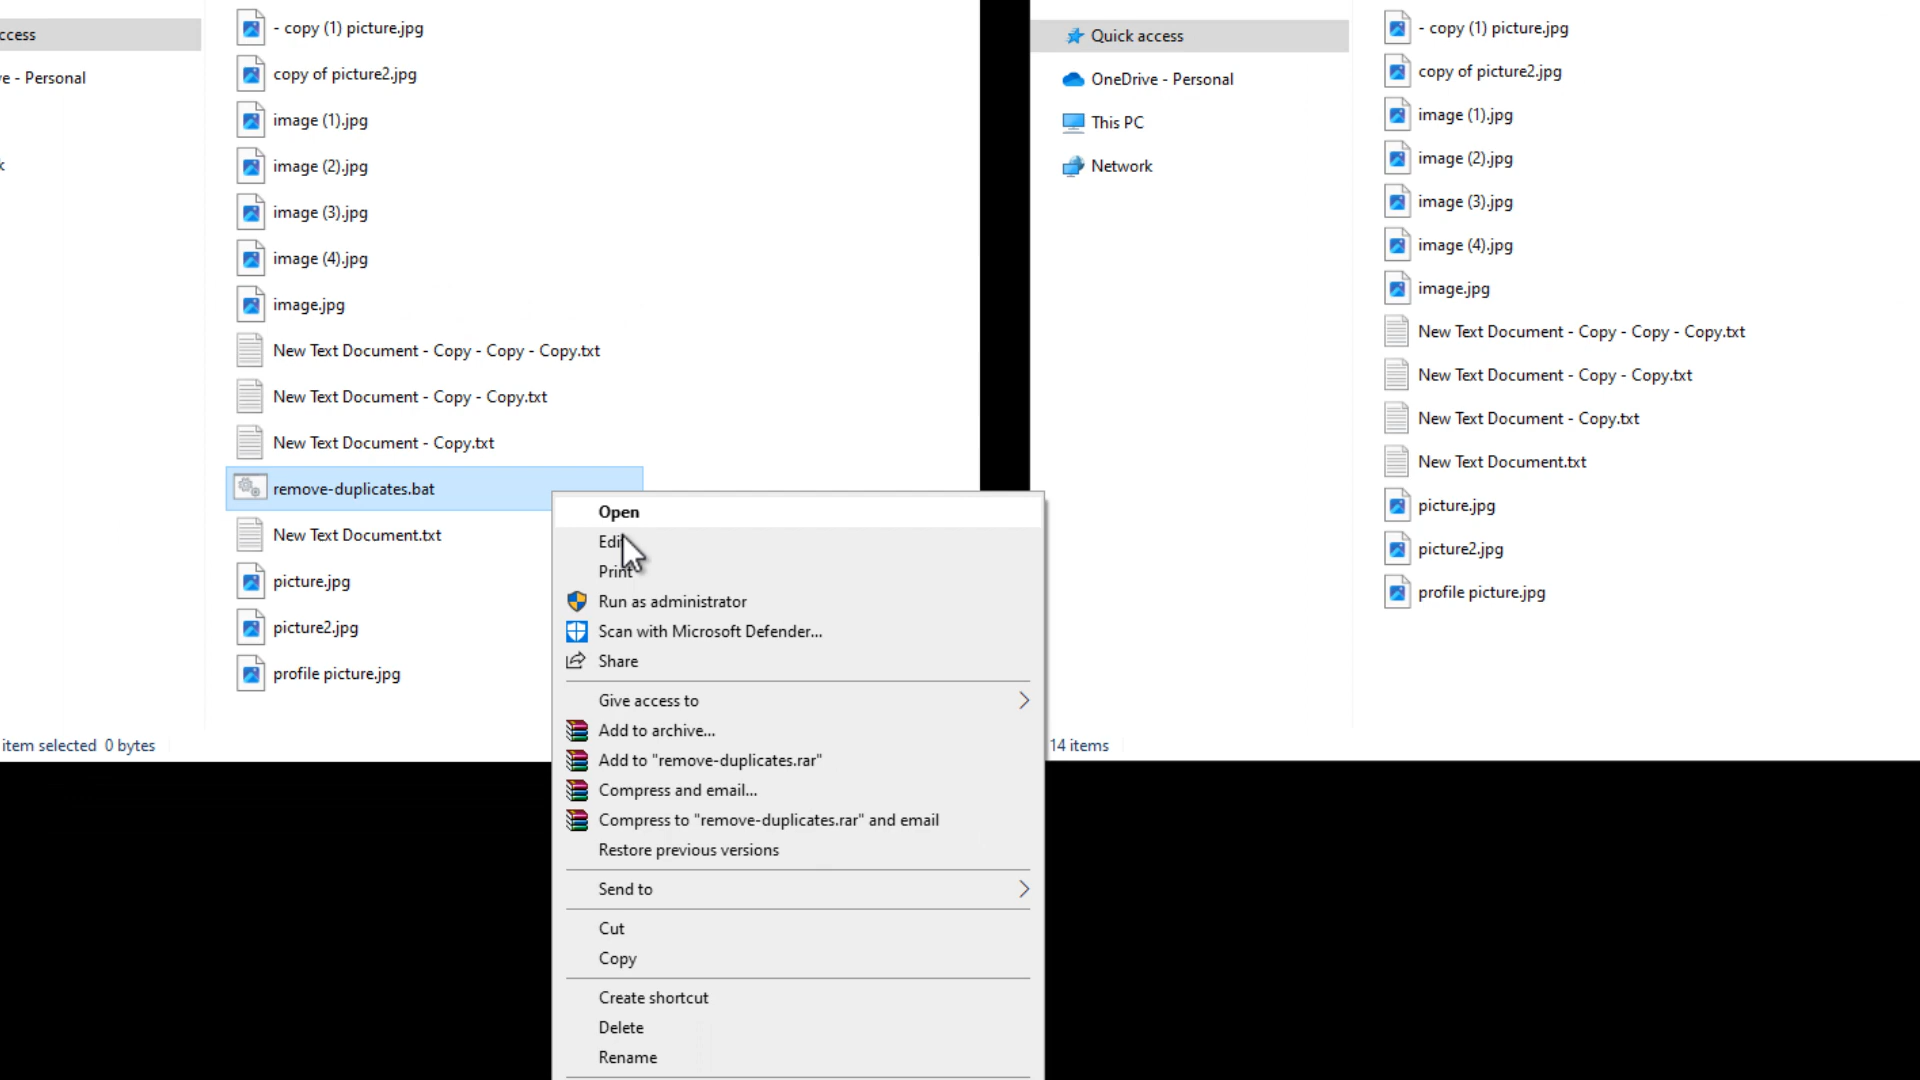 ccess
e - Personal
k
- copy (1) picture.jpg
copy of picture2.jpg
image (1).jpg
image (2).jpg
image (3).jpg
image (4).jpg
image.jpg
New Text Document - Copy - Copy - Copy.txt
New Text Document - Copy - Copy.txt
New Text Document - Copy.txt
remove-duplicates.bat
New Text Document.txt
picture.jpg
picture2.jpg
profile picture.jpg
item selected 0 bytes
Open
Edit
Print
Run as administrator
Scan with Microsoft Defender...
Share
Give access to
Add to archive...
Add to "remove-duplicates.rar"
Compress and email...
Compress to "remove-duplicates.rar" and email
Restore previous versions
Send to
Cut
Copy
Create shortcut
Delete
Rename
Quick access
OneDrive - Personal
This PC
Network
- copy (1) picture.jpg
copy of picture2.jpg
image (1).jpg
image (2).jpg
image (3).jpg
image (4).jpg
image.jpg
New Text Document - Copy - Copy - Copy.txt
New Text Document - Copy - Copy.txt
New Text Document - Copy.txt
New Text Document.txt
picture.jpg
picture2.jpg
profile picture.jpg
14 items